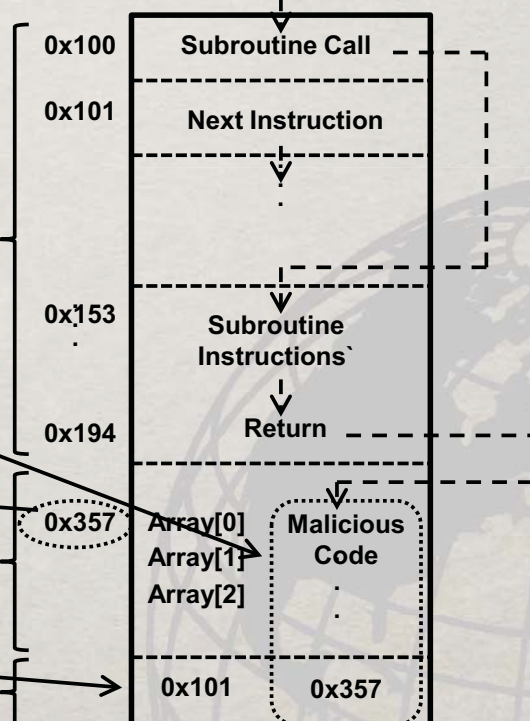 0x100 Subroutine Call
0x101 Next Instruction
.
.
0x153 Subroutine
Instructions`
.
.
0x194 Return
0x357 Array[0] Malicious
Array[1] Code
Array[2] .
.
0x101 0x357